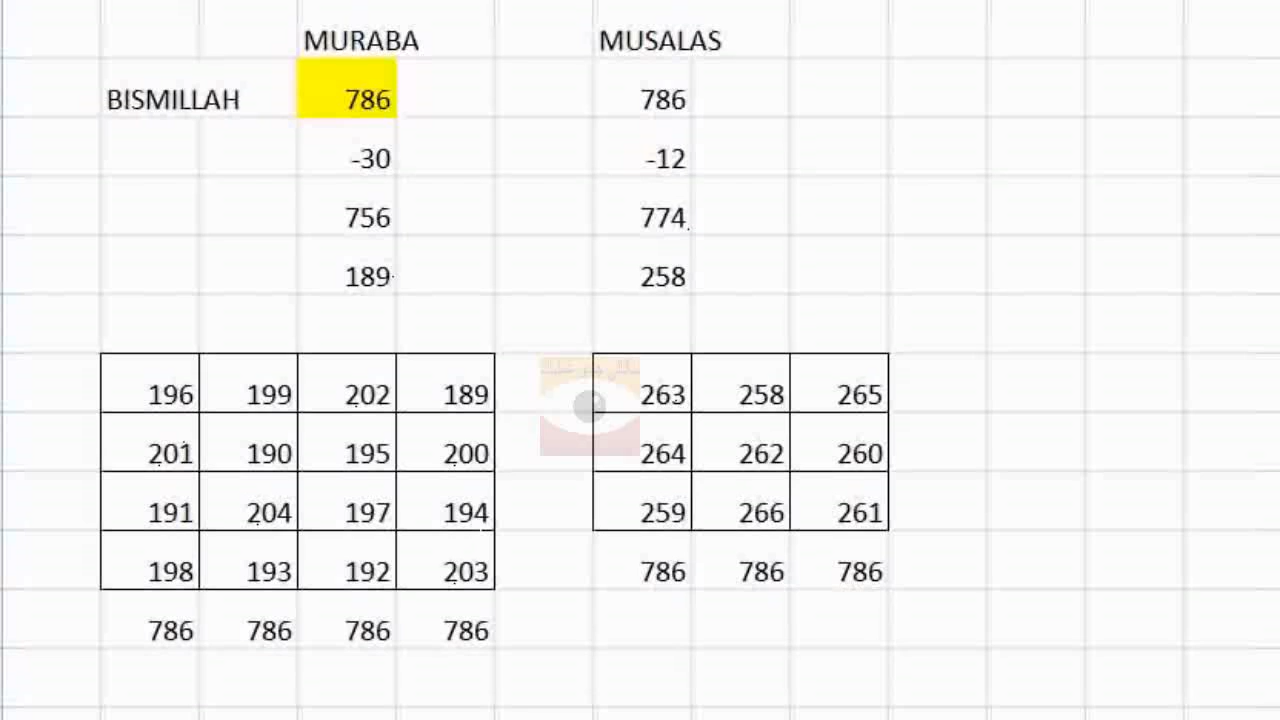 MURABA MUSALAS
BISMILLAH 786 786
-30 -12
756 774
189 258
196 199 202 189 263 258 265
201 190 195 200 264 262 260
191 204 197 194 259 266 261
198 193 192 203 786 786 786
786 786 786 786